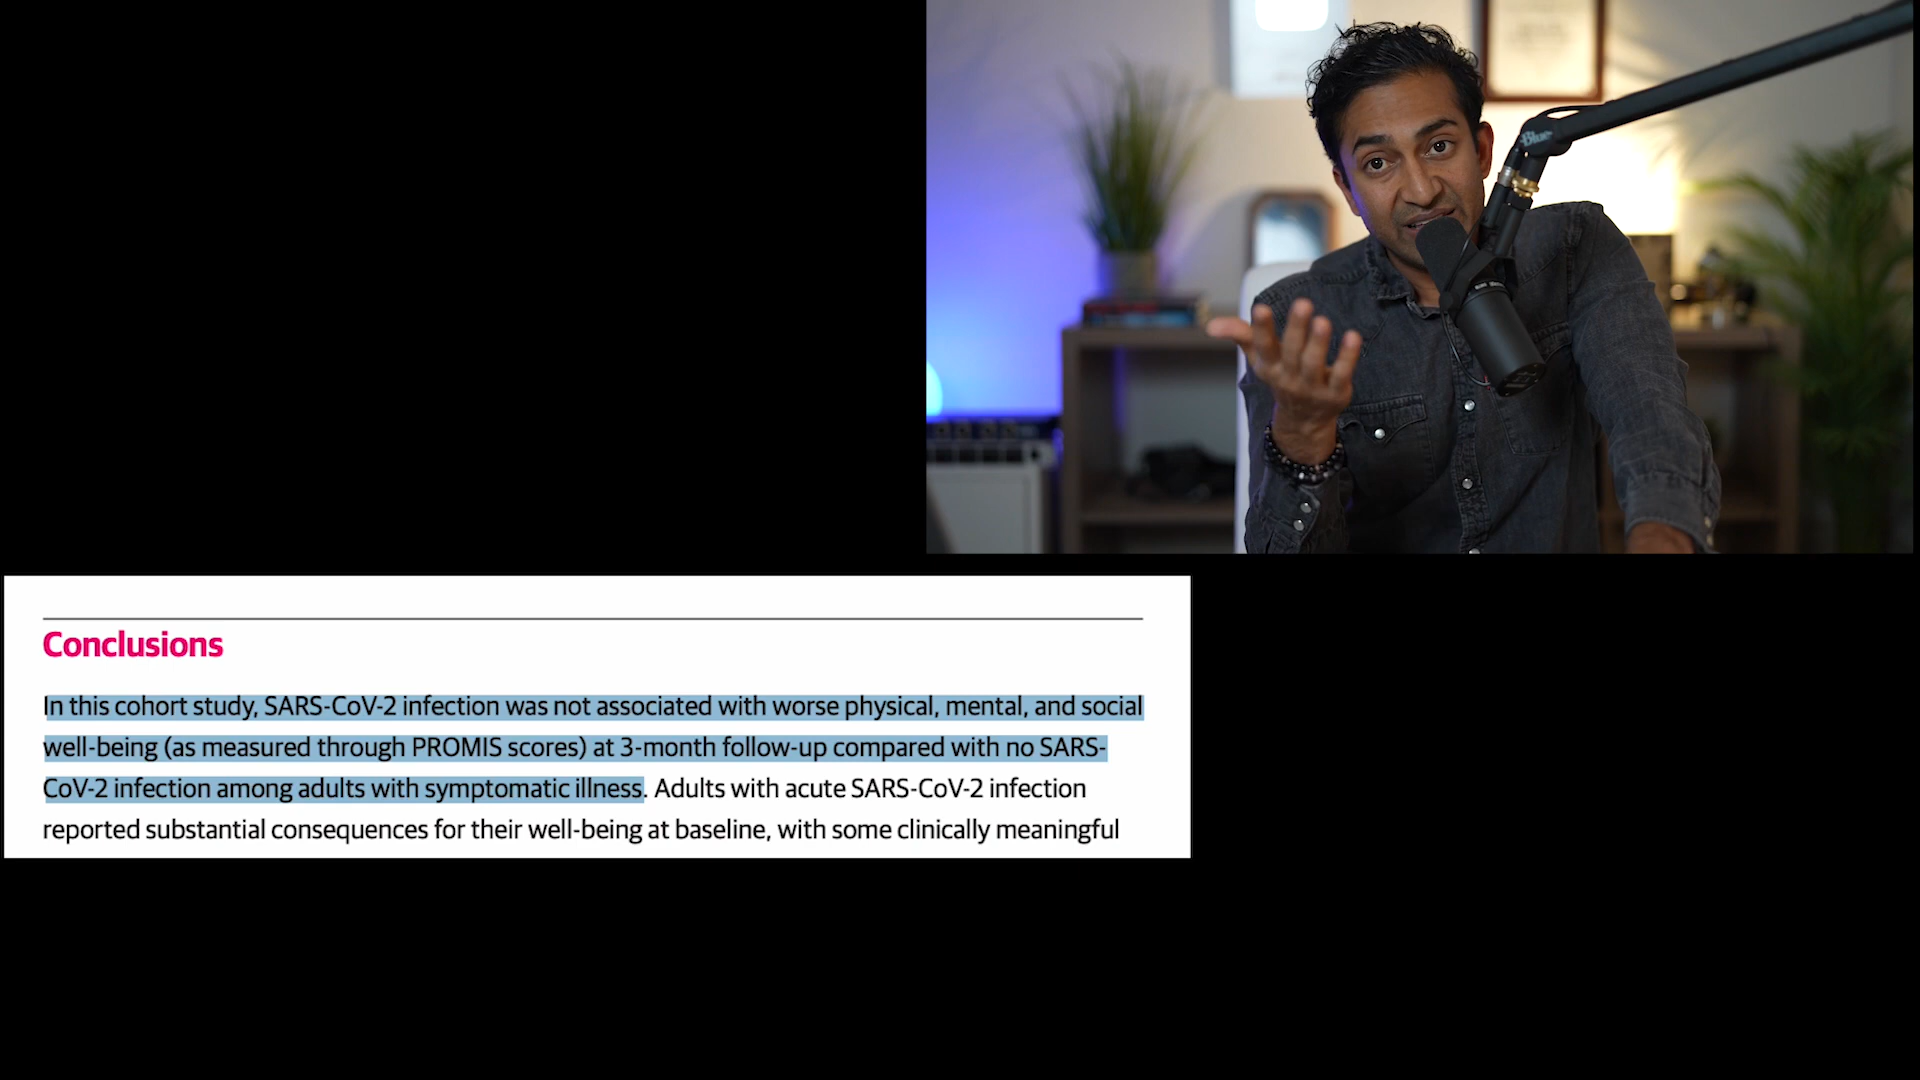 Blue
Conclusions
In this cohort study, SARS-CoV-2 infection was not associated with worse physical, mental, and social
well-being (as measured through PROMIS scores) at 3-month follow-up compared with no SARS-
CoV-2 infection among adults with symptomatic illness. Adults with acute SARS-CoV-2 infection
reported substantial consequences for their well-being at baseline, with some clinically meaningful